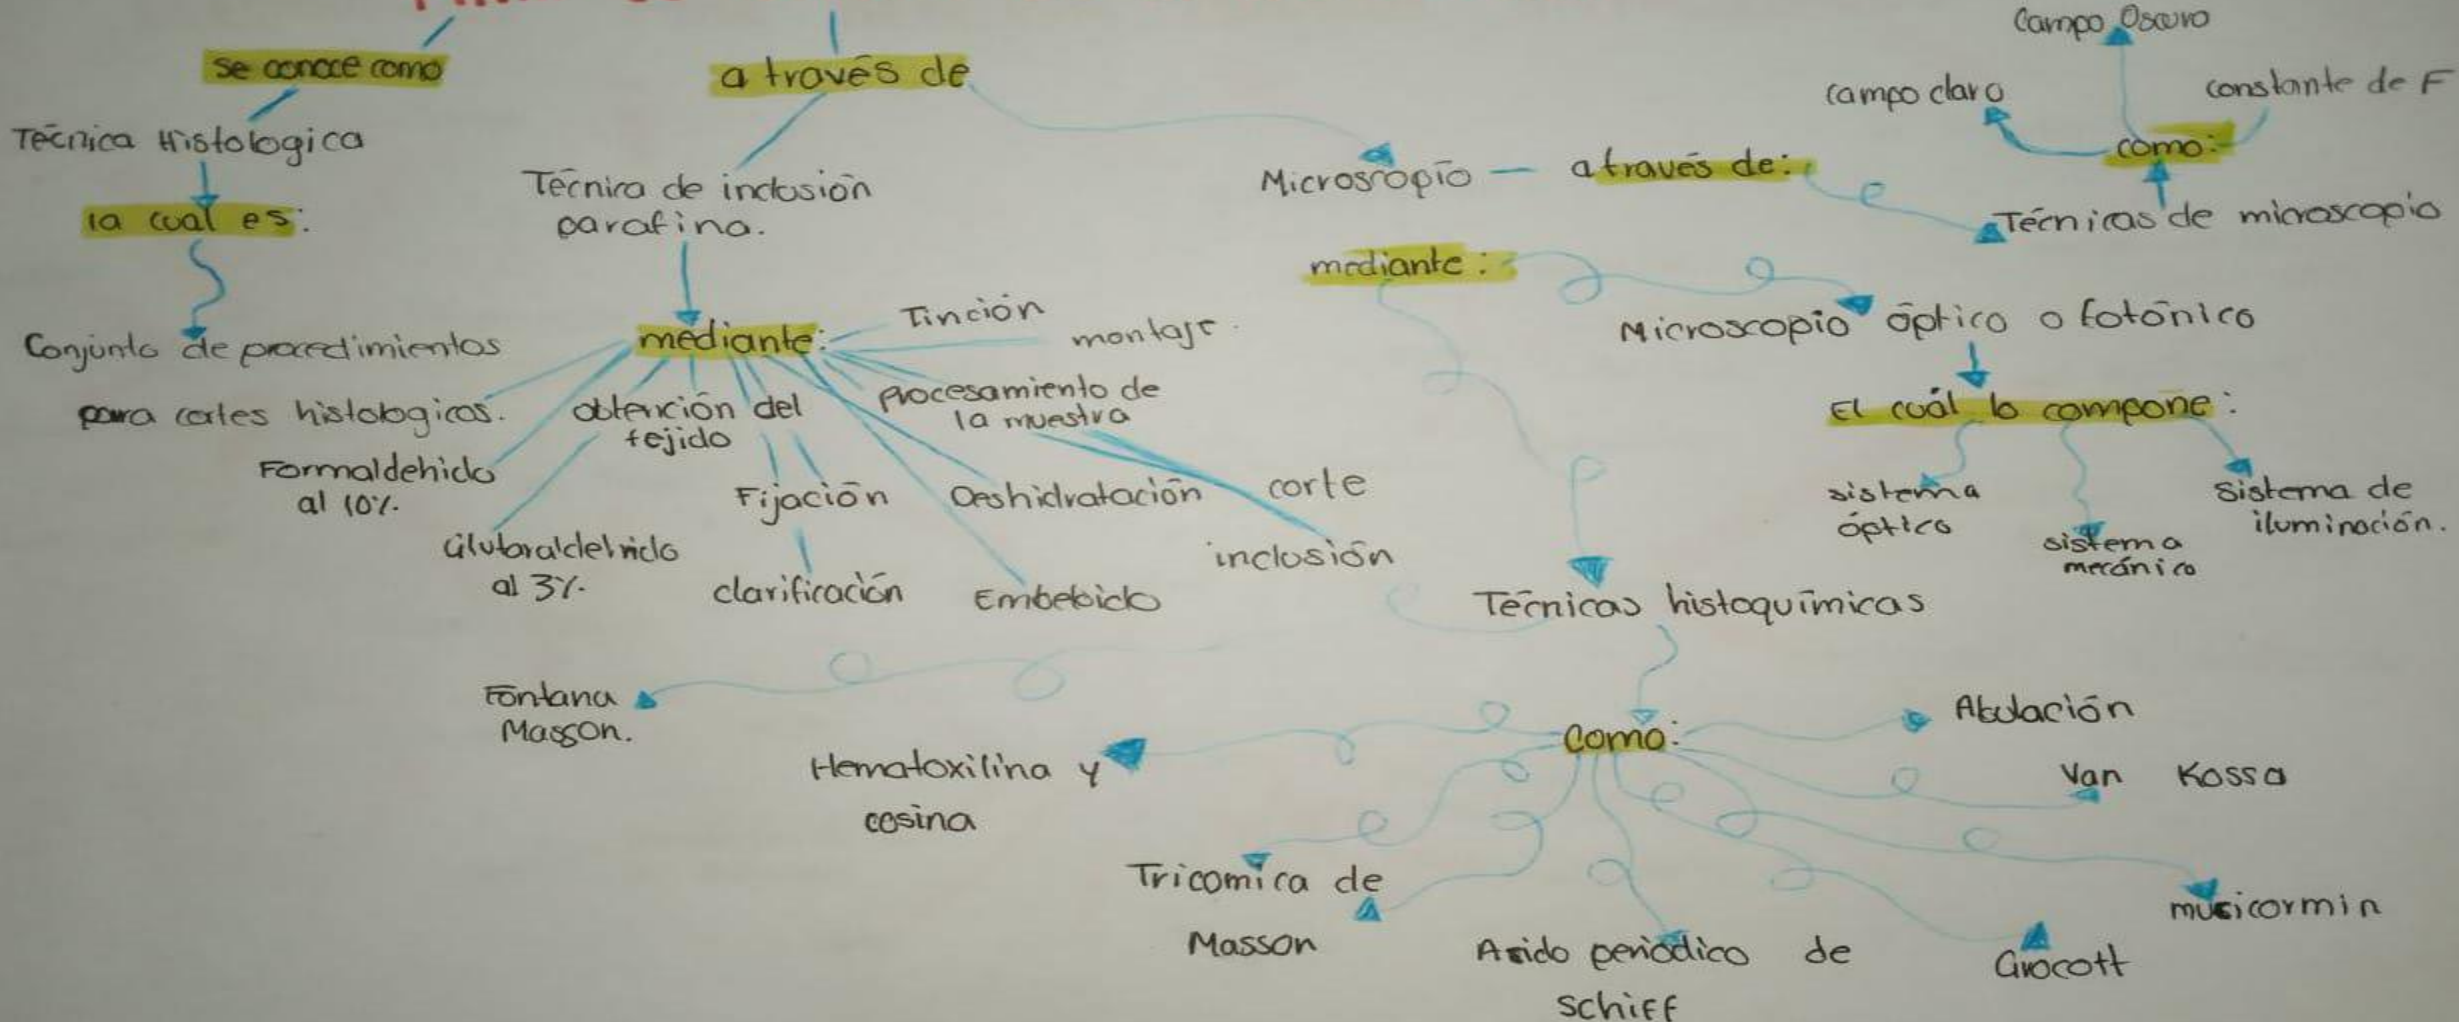 Campo Oscuro
se conoce como
a través de
campo claro
constante de F
Técnica Histologica
como:
Técnica de inclusión
parafina.
Microscopio — a través de:
la cual es:
Técnicas de microscopio
mediante:
Tinción
Microscopio óptico o fotónico
Conjunto de procedimientos
mediante:
montaje.
para cortes histologicos.
obtención del
tejido
Procesamiento de
la muestra
El cuál lo compone:
Formaldehido
al 10%.
Fijación
Deshidratación
corte
sistema
óptico
Sistema de
iluminación.
Glutaraldehido
al 3%.
clarificación
Embebido
inclusión
sistema
mecánico
Técnicas histoquímicas
Fontana
Masson.
Hematoxilina y
eosina
Como:
Van Kossa
Tricomica de
Masson
Acido periódico de
Schiff
Grocott
musicormin